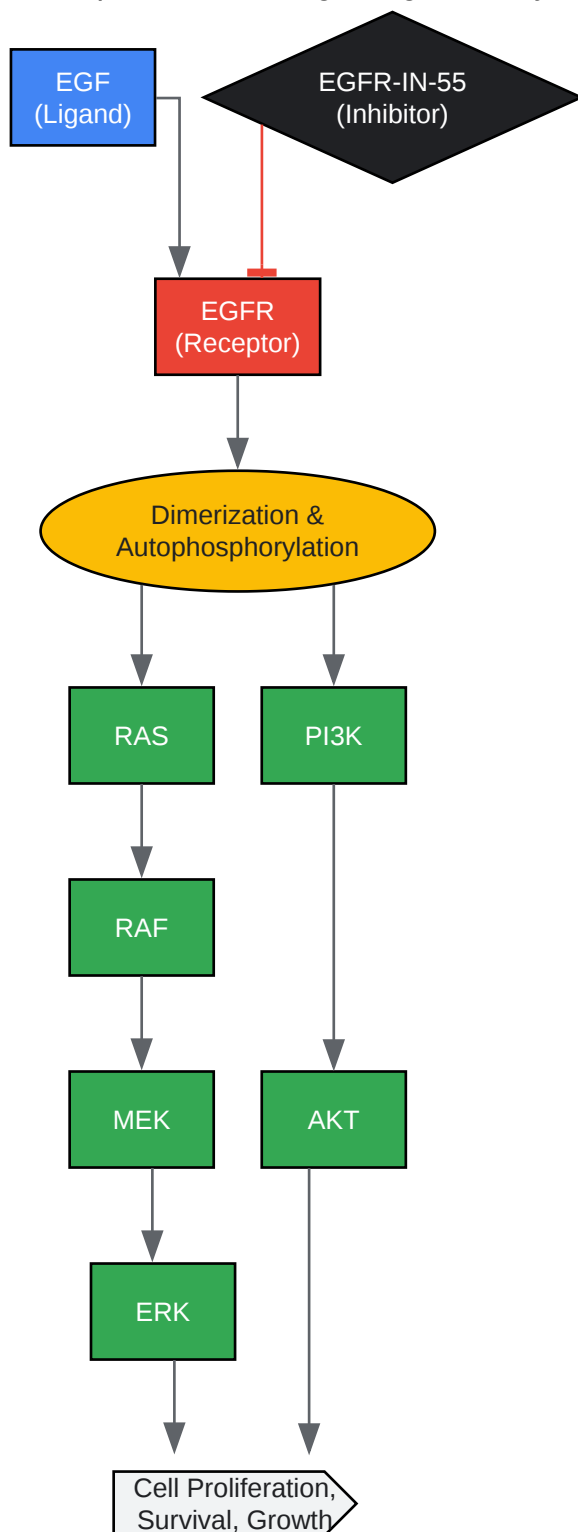 EGF
(Ligand)
EGFR-IN-55
(Inhibitor)
EGFR
(Receptor)
Dimerization &
Autophosphorylation
RAS
PI3K
RAF
MEK
AKT
ERK
Cell Proliferation,
Survival, Growth